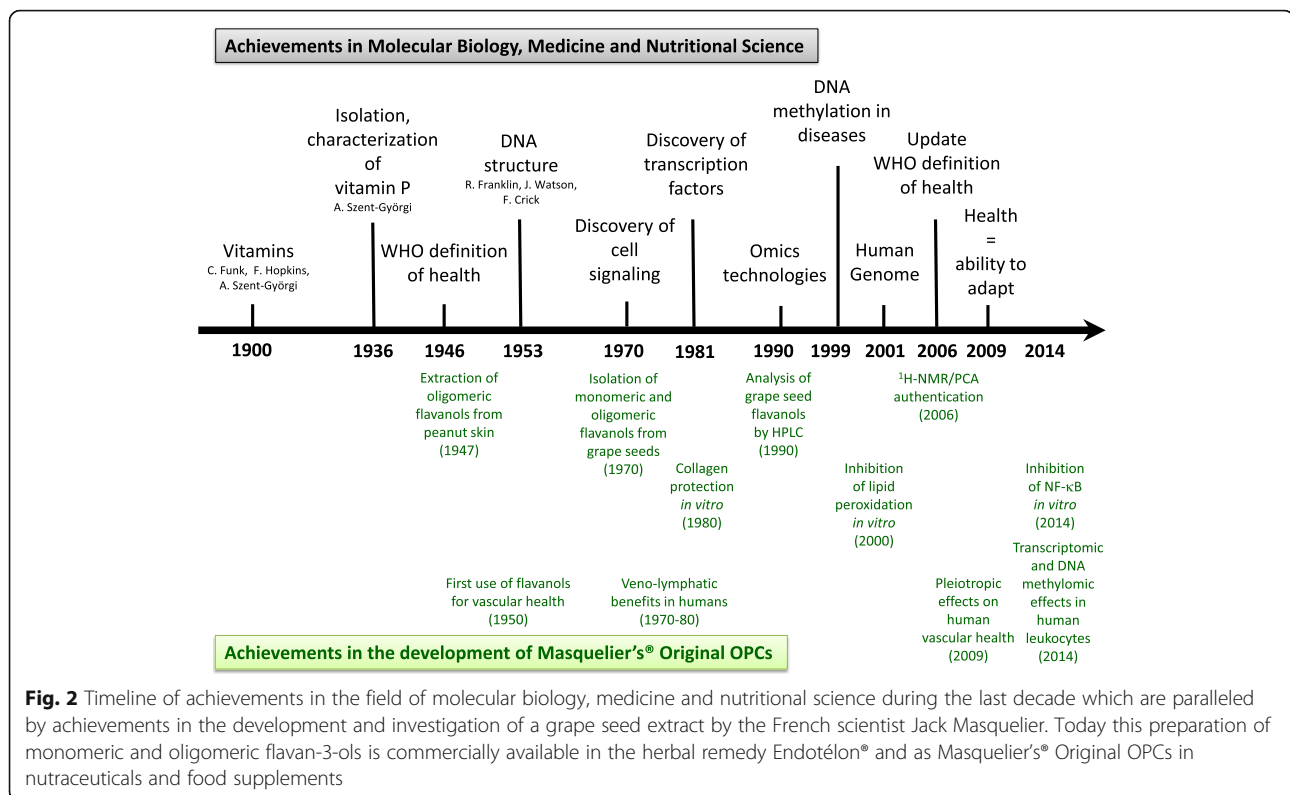 Achievements in Molecular Biology, Medicine and Nutritional Science
Vitamins
C. Funk, F. Hopkins,
A. Szent-Györgi
Isolation,
characterization
of
vitamin P
A. Szent-Györgi
WHO definition
of health
DNA
structure
R. Franklin, J. Watson,
F. Crick
Discovery of
cell
signaling
Discovery of
transcription
factors
Omics
technologies
DNA
methylation in
diseases
Human
Genome
Update
WHO definition
of health
Health
=
ability to
adapt
1900 1936 1946 1953 1970 1981 1990 1999 2001 2006 2009 2014
Extraction of
oligomeric
flavanols from
peanut skin
(1947)
Isolation of
monomeric and
oligomeric
flavanols from
grape seeds
(1970)
Analysis of
grape seed
flavanols
by HPLC
(1990)
¹H-NMR/PCA
authentication
(2006)
Collagen
protection
in vitro
(1980)
Inhibition
of lipid
peroxidation
in vitro
(2000)
Inhibition
of NF-κB
in vitro
(2014)
First use of flavanols
for vascular health
(1950)
Veno-lymphatic
benefits in humans
(1970-80)
Pleiotropic
effects on
human
vascular health
(2009)
Transcriptomic
and DNA
methylomic
effects in
human
leukocytes
(2014)
Achievements in the development of Masquelier's® Original OPCs
Fig. 2 Timeline of achievements in the field of molecular biology, medicine and nutritional science during the last decade which are paralleled
by achievements in the development and investigation of a grape seed extract by the French scientist Jack Masquelier. Today this preparation of
monomeric and oligomeric flavan-3-ols is commercially available in the herbal remedy Endotélon® and as Masquelier's® Original OPCs in
nutraceuticals and food supplements